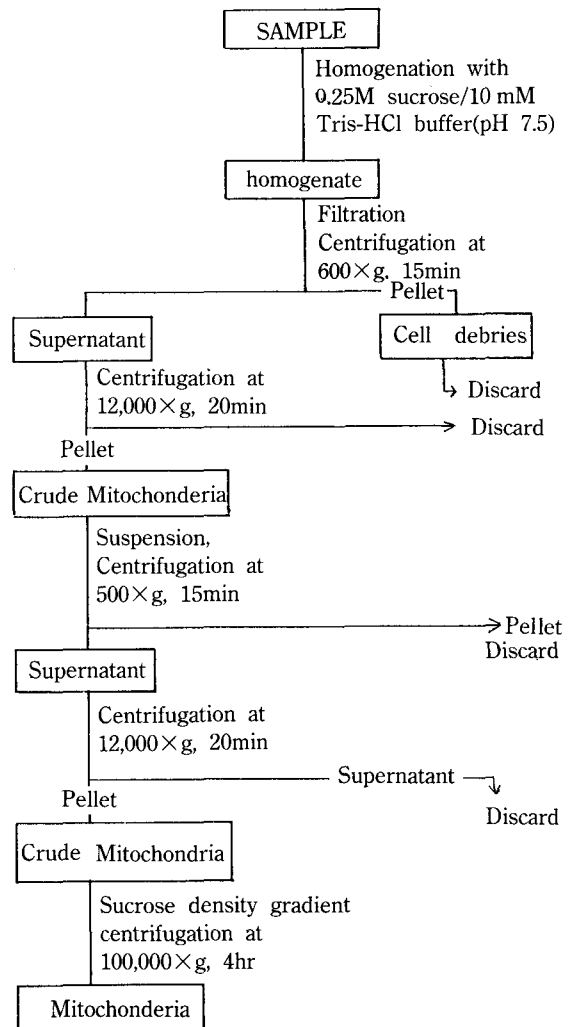 SAMPLE
Homogenation with
0.25M sucrose/10 mM
Tris-HCl buffer(pH 7.5)
homogenate
Filtration
Centrifugation at
600×g. 15min
Pellet
Supernatant
Cell debries
Discard
Centrifugation at
12,000×g, 20min
Discard
Pellet
Crude Mitochonderia
Suspension,
Centrifugation at
500×g, 15min
Pellet
Discard
Supernatant
Centrifugation at
12,000×g, 20min
Supernatant
Pellet
Discard
Crude Mitochondria
Sucrose density gradient
centrifugation at
100,000×g, 4hr
Mitochonderia